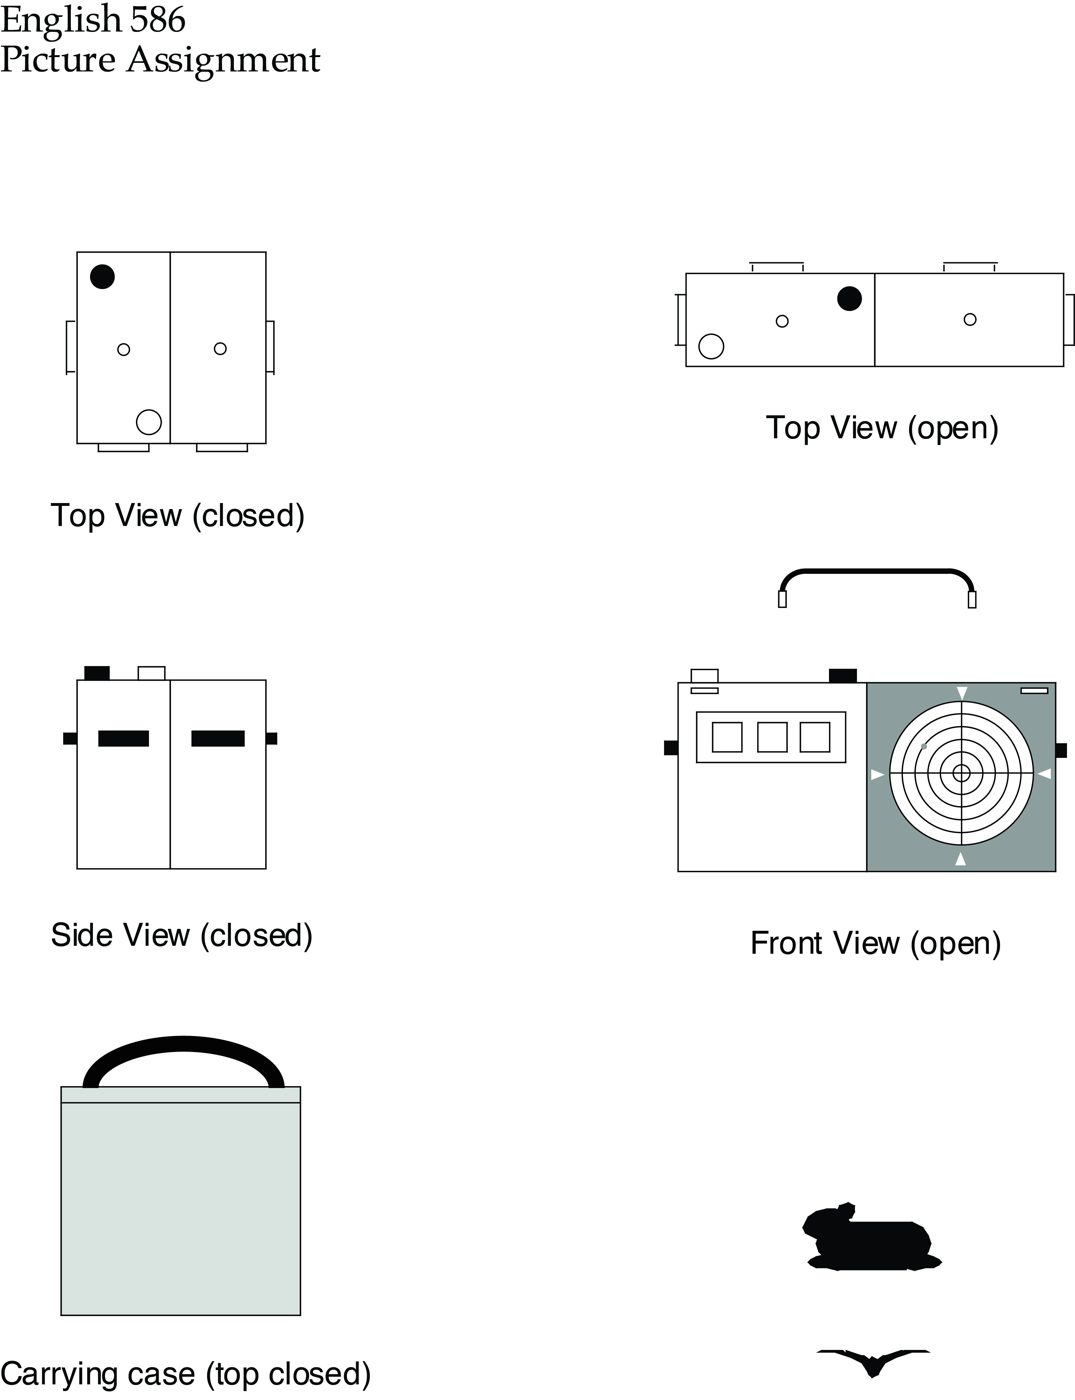 English 586
Picture Assignment
Top View (open)
Top View (closed)
Side View (closed)
Front View (open)
Carrying case (top closed)